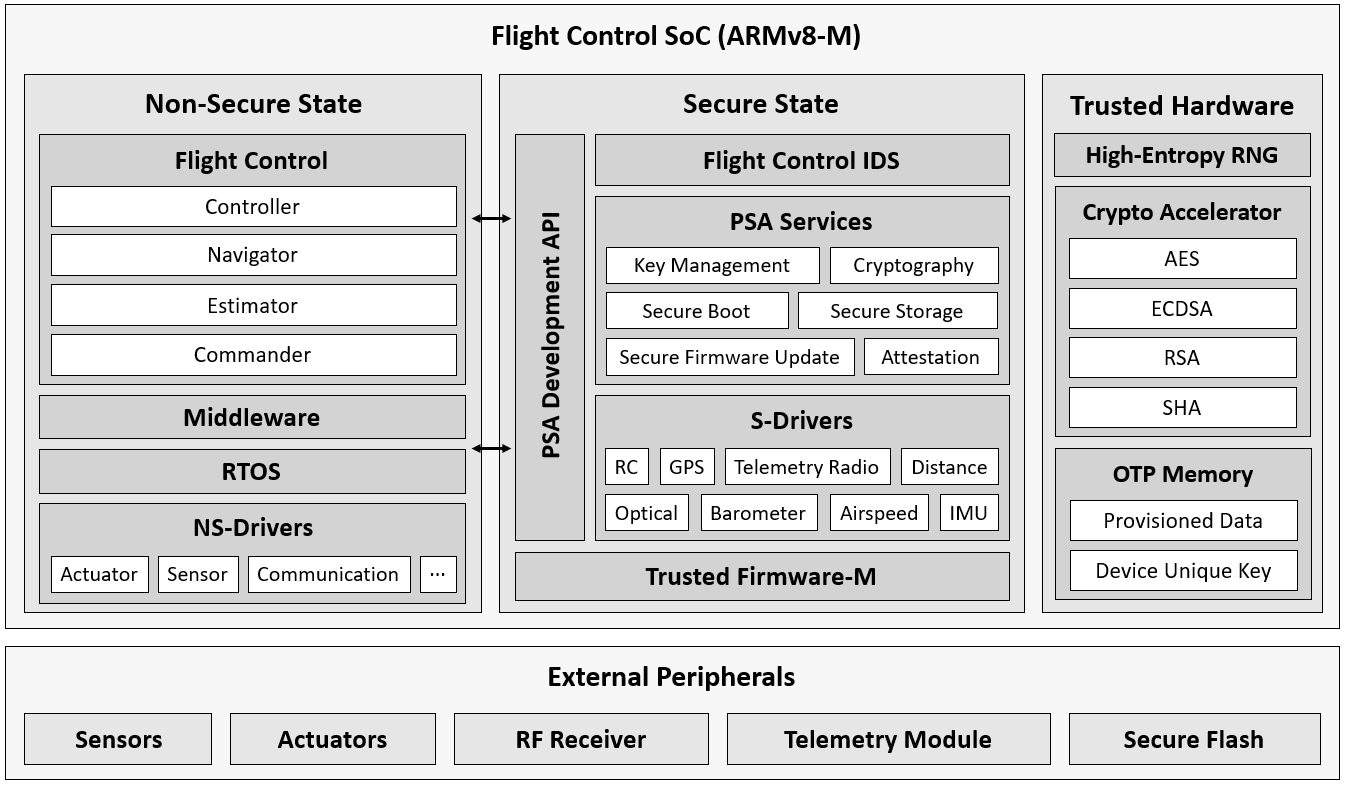 Flight Control SoC (ARMv8-M)
Non-Secure State
Flight Control
Controller
Navigator
Estimator
Commander
Middleware
RTOS
NS-Drivers
Actuator
Sensor
Communication
...
Secure State
PSA Development API
Flight Control IDS
PSA Services
Key Management
Cryptography
Secure Boot
Secure Storage
Secure Firmware Update
Attestation
S-Drivers
RC
GPS
Telemetry Radio
Distance
Optical
Barometer
Airspeed
IMU
Trusted Firmware-M
Trusted Hardware
High-Entropy RNG
Crypto Accelerator
AES
ECDSA
RSA
SHA
OTP Memory
Provisioned Data
Device Unique Key
External Peripherals
Sensors
Actuators
RF Receiver
Telemetry Module
Secure Flash